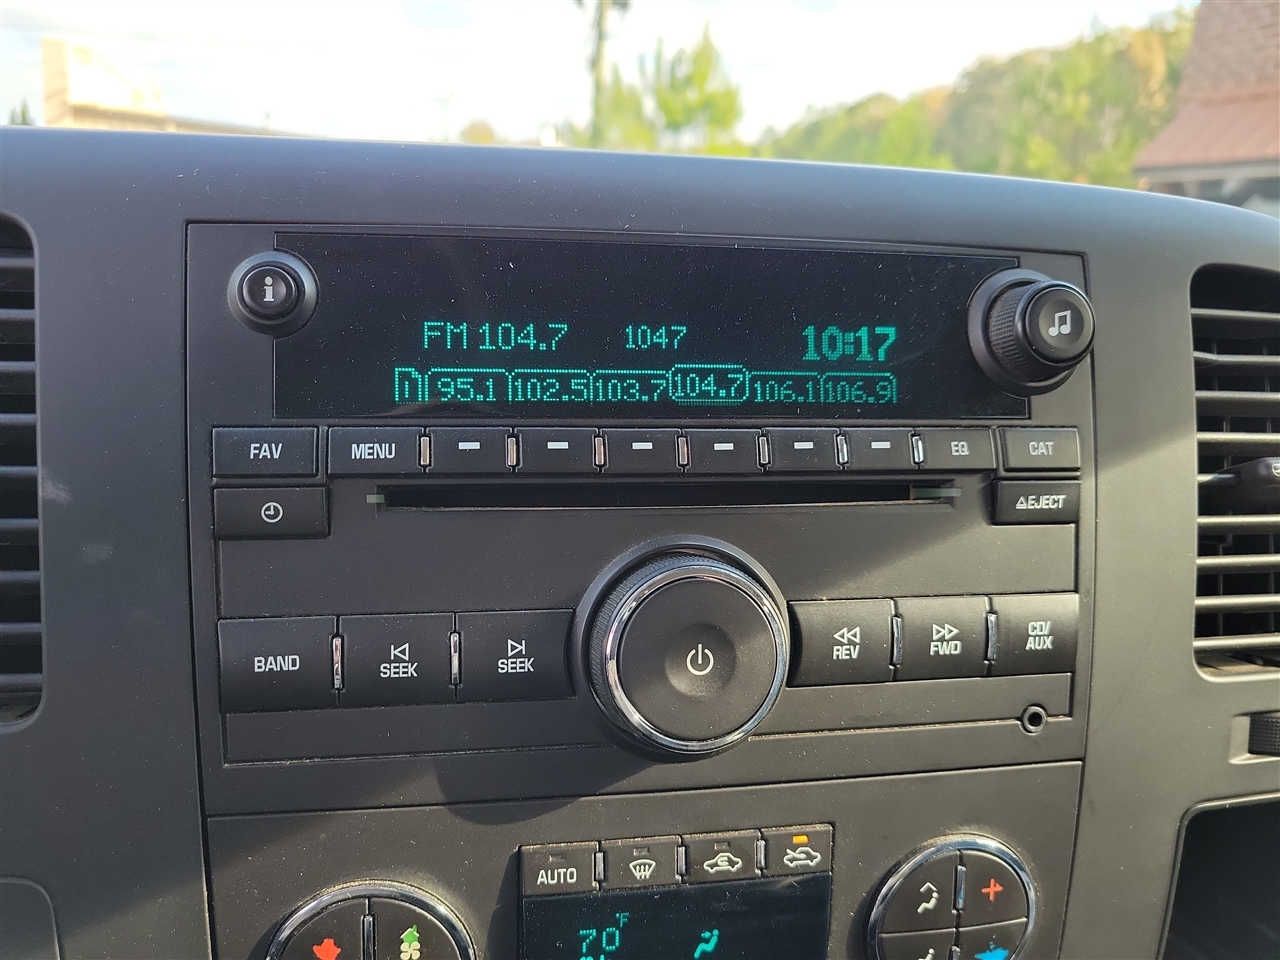 FM 104.7 1047 10:17
95.1 102.5 103.7 104.7 106.1 106.9
FAV MENU EQ CAT
EJECT
BAND SEEK SEEK REV FWD CD/
AUX
AUTO
70°F